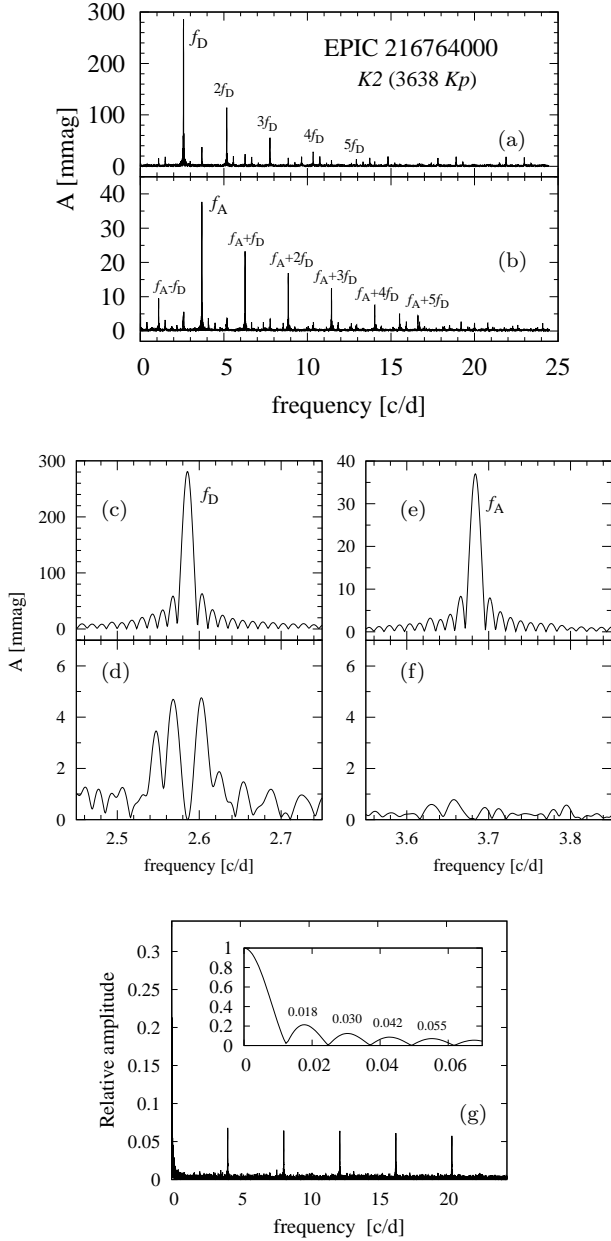 300
200
100
0
A [mmag]
f_D
2f_D
3f_D
4f_D
5f_D
EPIC 216764000
K2 (3638 Kp)
(a)
40
30
20
10
0
f_A-f_D
f_A
f_A+f_D
f_A+2f_D
f_A+3f_D
f_A+4f_D
f_A+5f_D
(b)
0 5 10 15 20 25
frequency [c/d]
300
200
100
0
A [mmag]
(c)
f_D
40
30
20
10
0
(e)
f_A
6
4
2
0
(d)
2.5 2.6 2.7
frequency [c/d]
6
4
2
0
(f)
3.6 3.7 3.8
frequency [c/d]
0.3
0.25
0.2
0.15
0.1
0.05
0
Relative amplitude
1
0.8
0.6
0.4
0.2
0
0.018
0.030
0.042
0.055
0 0.02 0.04 0.06
(g)
0 5 10 15 20
frequency [c/d]